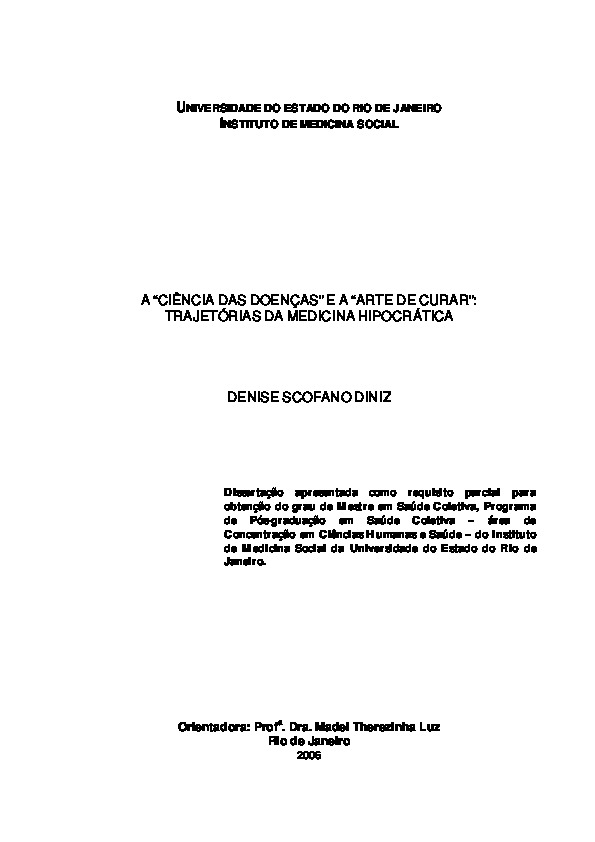 UNIVERSIDADE DO ESTADO DO RIO DE JANEIRO
INSTITUTO DE MEDICINA SOCIAL
A “CIÊNCIA DAS DOENÇAS” E A “ARTE DE CURAR”:
TRAJETÓRIAS DA MEDICINA HIPOCRÁTICA
DENISE SCOFANO DINIZ
Dissertação apresentada como requisito parcial para
obtenção do grau de Mestre em Saúde Coletiva, Programa
de Pós-graduação em Saúde Coletiva – área de
Concentração em Ciências Humanas e Saúde – do Instituto
de Medicina Social da Universidade do Estado do Rio de
Janeiro.
Orientadora: Profª. Dra. Madel Therezinha Luz
Rio de Janeiro
2006